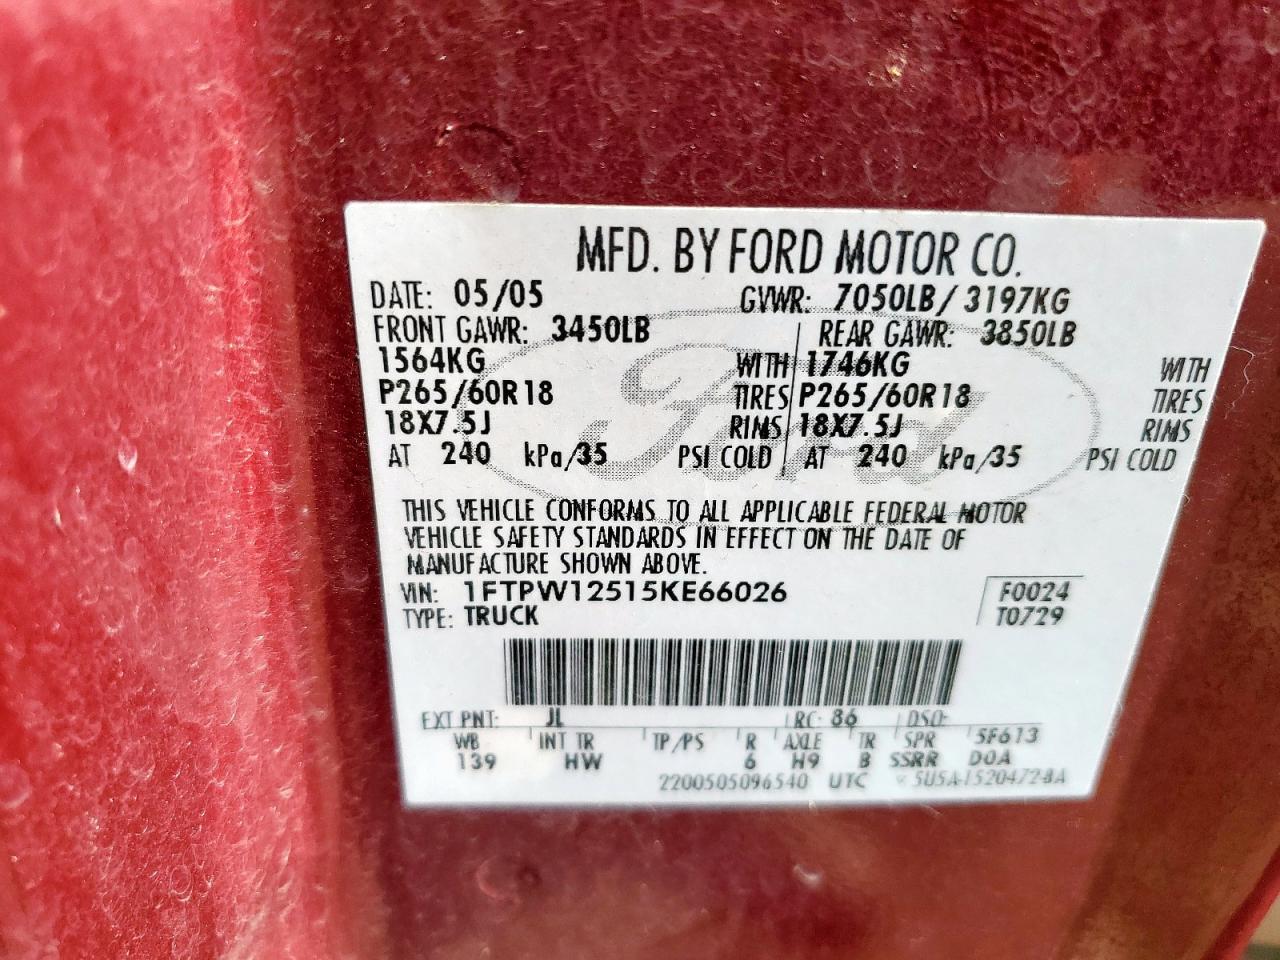 MFD. BY FORD MOTOR CO.
DATE: 05/05 GVWR: 7050LB / 3197KG
FRONT GAWR: 3450LB REAR GAWR: 3850LB
1564KG WITH 1746KG WITH
P265/60R18 TIRES P265/60R18 TIRES
18X7.5J RIMS 18X7.5J RIMS
AT 240 kPa/35 PSI COLD AT 240 kPa/35 PSI COLD
Ford
THIS VEHICLE CONFORMS TO ALL APPLICABLE FEDERAL MOTOR
VEHICLE SAFETY STANDARDS IN EFFECT ON THE DATE OF
MANUFACTURE SHOWN ABOVE.
VIN: 1FTPW12515KE66026 F0024
TYPE: TRUCK T0729
EXT PNT: J1 RC: 86 DSO:
WB INT TR TP/PS R AXLE TR SPR 5F613
139 HW 6 H9 B SSRR DOA
2200505096540 UTC 5U5A-1520472-BA